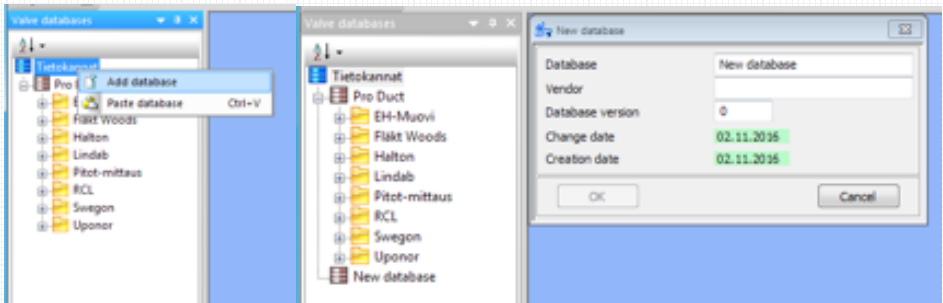 Valve databases
Tietokannat
Pro
Add database
Paste database Ctrl-V
Fläkt Woods
Halton
Lindab
Pitot-mittaus
RCL
Swegon
Uponor
Valve databases
Tietokannat
Pro Duct
EH-Muovi
Fläkt Woods
Halton
Lindab
Pitot-mittaus
RCL
Swegon
Uponor
New database
New database
Database New database
Vendor
Database version 0
Change date 02.11.2016
Creation date 02.11.2016
OK Cancel